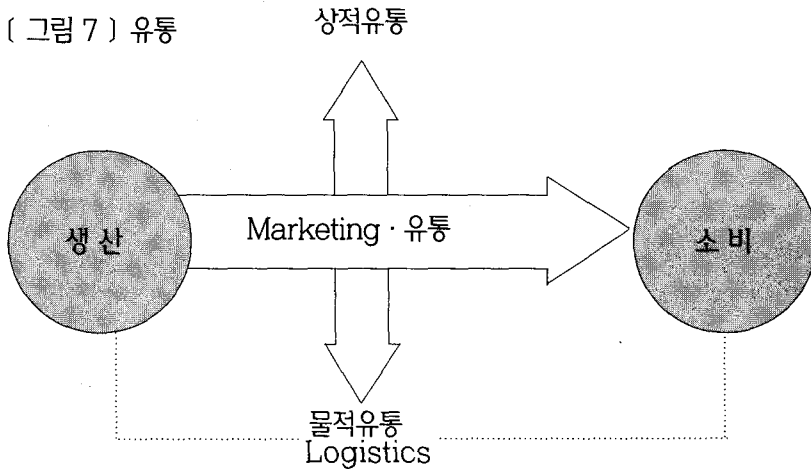 〔 그림 7 〕 유통
상적유통
생 산
Marketing · 유통
소 비
물적유통
Logistics